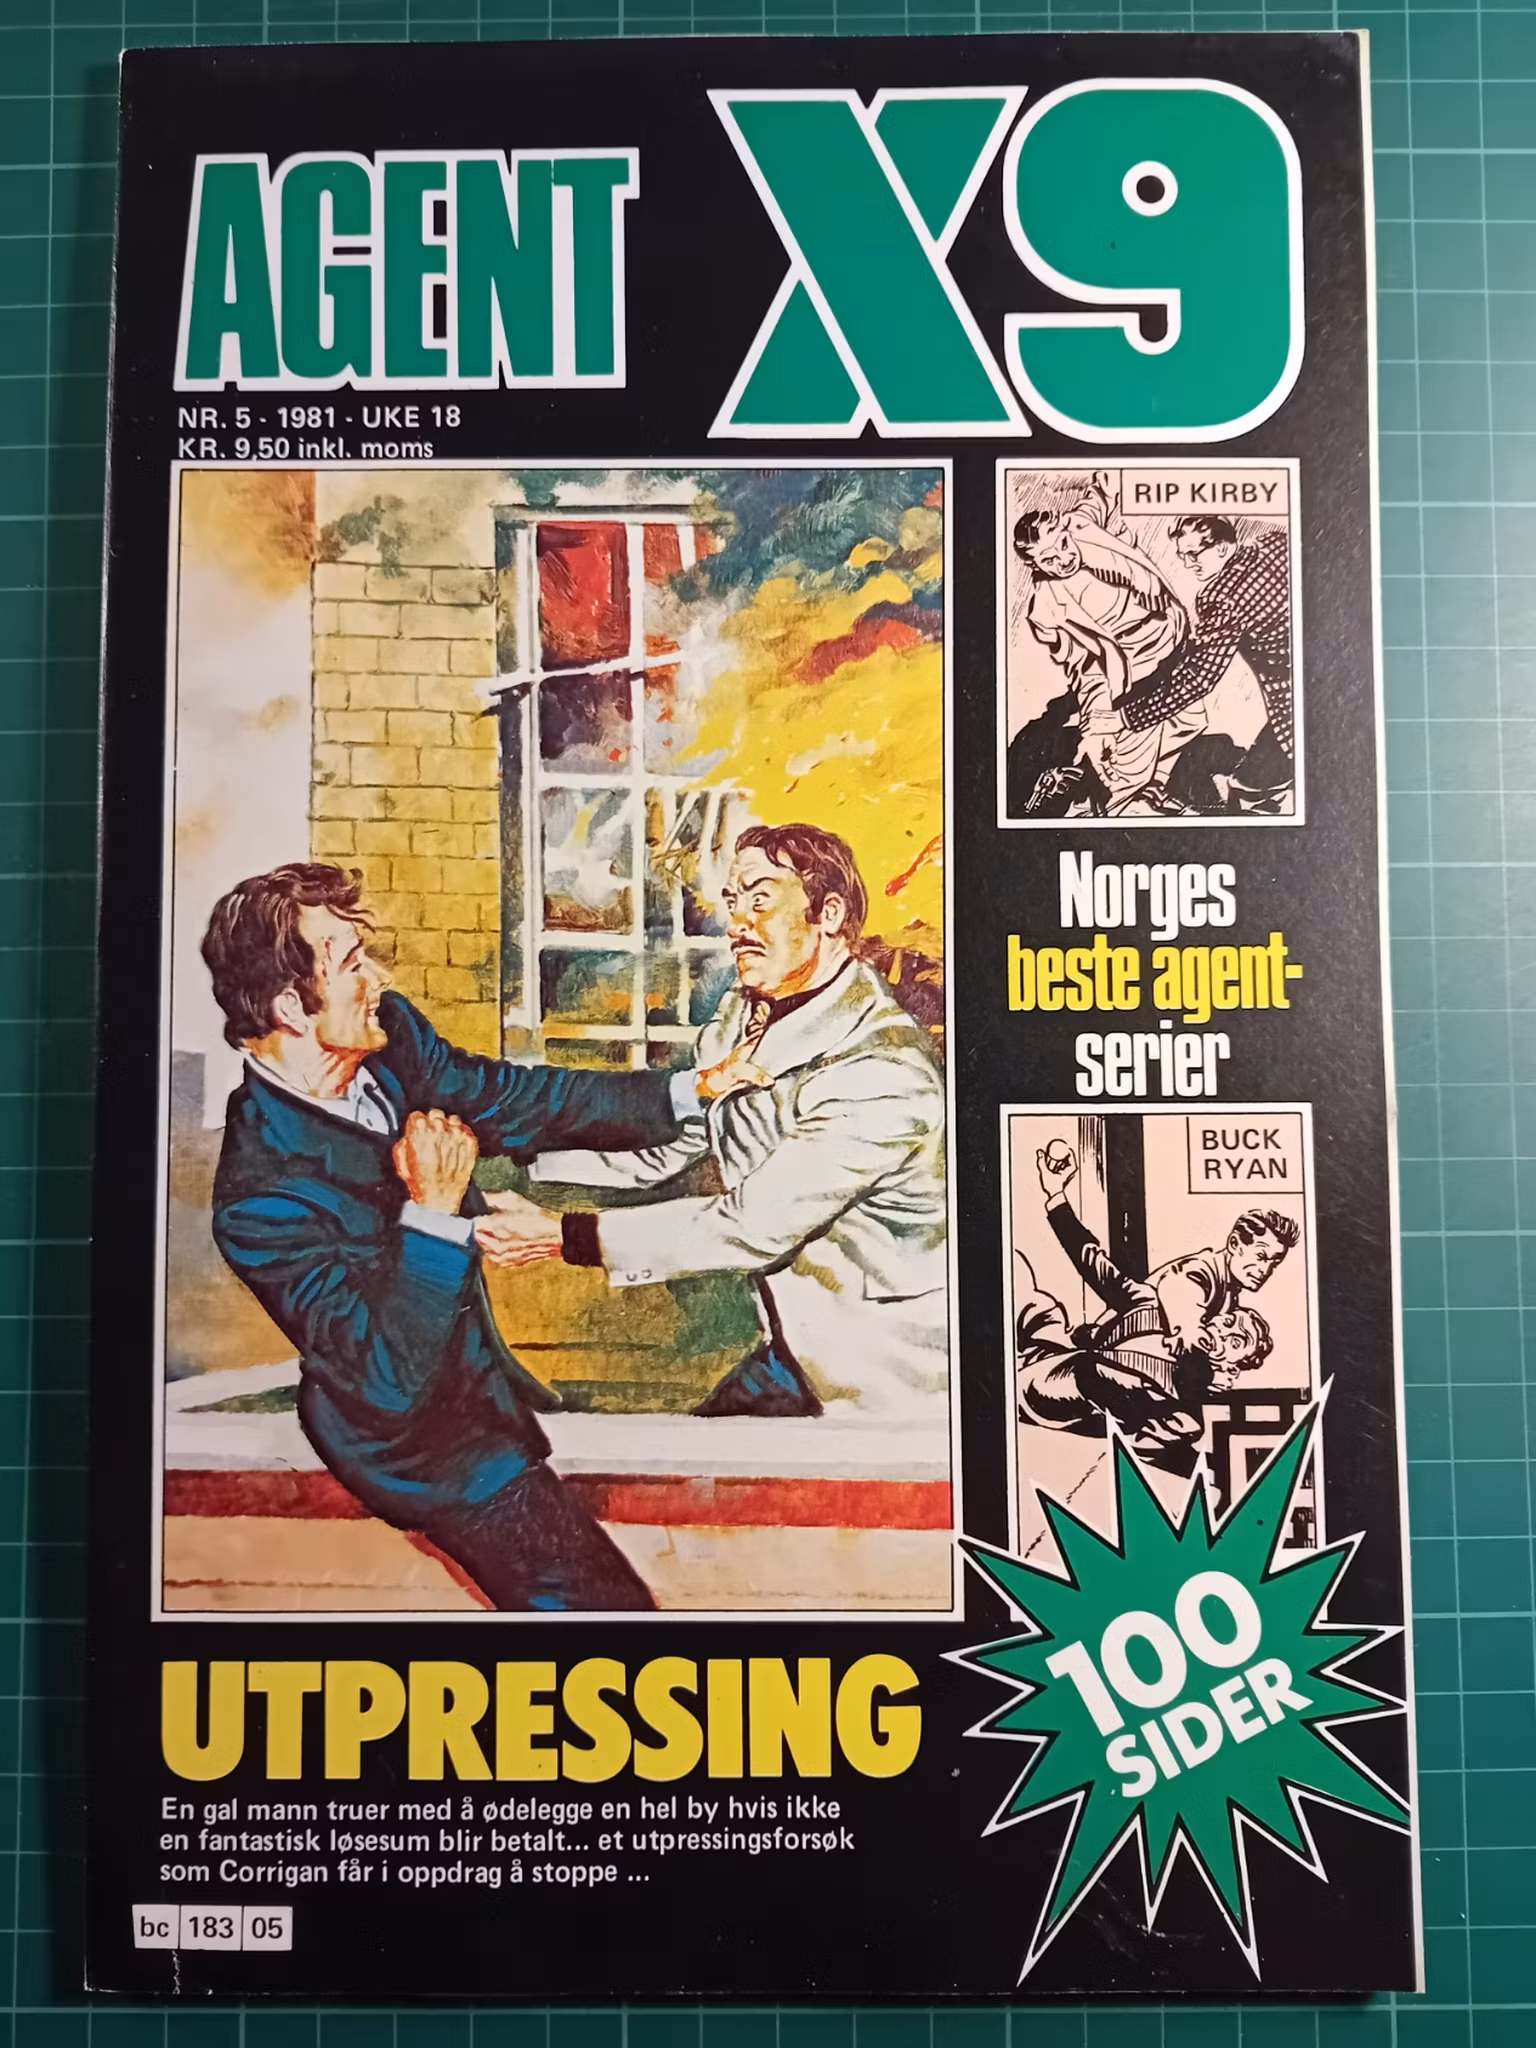 AGENT X9
NR. 5 - 1981 - UKE 18
KR. 9,50 inkl. moms
RIP KIRBY
Norges
beste agent-
serier
BUCK
RYAN
100
SIDER
UTPRESSING
En gal mann truer med å ødelegge en hel by hvis ikke
en fantastisk løsesum blir betalt... et utpressingsforsøk
som Corrigan får i oppdrag å stoppe ...
bc 183 05